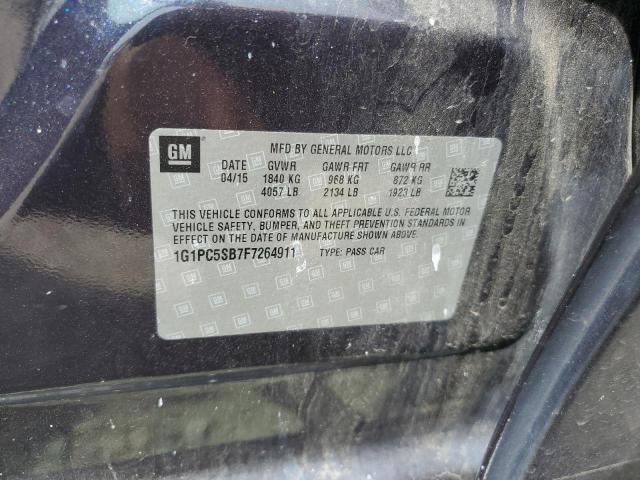 GM
MFD BY GENERAL MOTORS LLC
DATE GVWR GAWR FRT GAWR RR
04/15 1840 KG 968 KG 872 KG
4057 LB 2134 LB 1923 LB
THIS VEHICLE CONFORMS TO ALL APPLICABLE U.S. FEDERAL MOTOR
VEHICLE SAFETY, BUMPER, AND THEFT PREVENTION STANDARDS IN
EFFECT ON THE DATE OF MANUFACTURE SHOWN ABOVE.
1G1PC5SB7F7264911 TYPE: PASS CAR